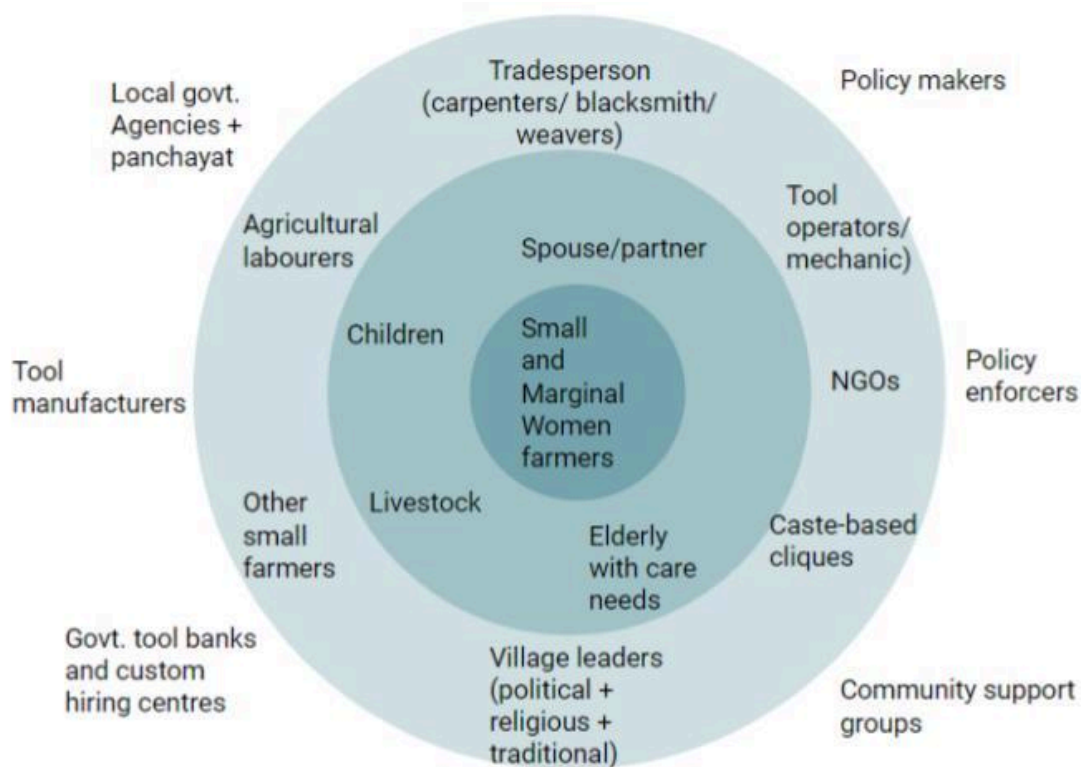 Tradesperson
(carpenters/ blacksmith/
weavers)
Policy makers
Local govt.
Agencies +
panchayat
Tool
operators/
mechanic)
Agricultural
labourers
Spouse/partner
Children
Small
and
Marginal
Women
farmers
Tool
manufacturers
NGOs
Policy
enforcers
Livestock
Other
small
farmers
Elderly
with care
needs
Caste-based
cliques
Govt. tool banks
and custom
hiring centres
Village leaders
(political +
religious +
traditional)
Community support
groups